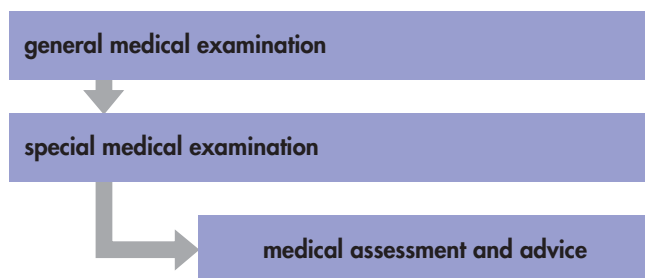 general medical examination
special medical examination
medical assessment and advice